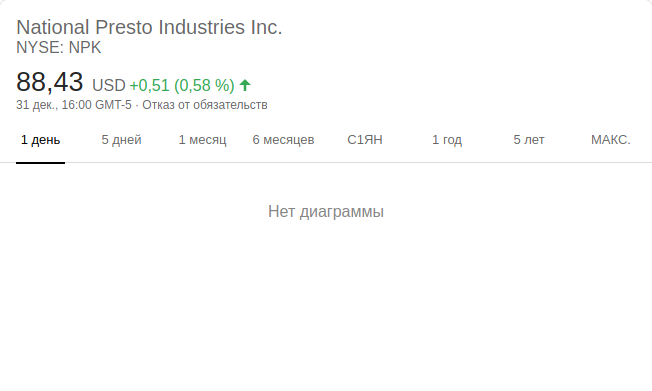 National Presto Industries Inc.
NYSE: NPK
88,43 USD +0,51 (0,58 %)
31 дек., 16:00 GMT-5 · Отказ от обязательств
1 день 5 дней 1 месяц 6 месяцев С1ЯН 1 год 5 лет МАКС.
Нет диаграммы